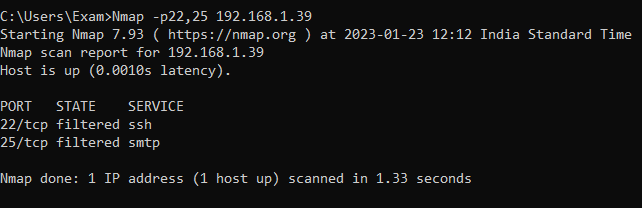 C:\Users\Exam>Nmap -p22,25 192.168.1.39
Starting Nmap 7.93 ( https://nmap.org ) at 2023-01-23 12:12 India Standard Time
Nmap scan report for 192.168.1.39
Host is up (0.0010s latency).
PORT   STATE    SERVICE
22/tcp filtered ssh
25/tcp filtered smtp
Nmap done: 1 IP address (1 host up) scanned in 1.33 seconds